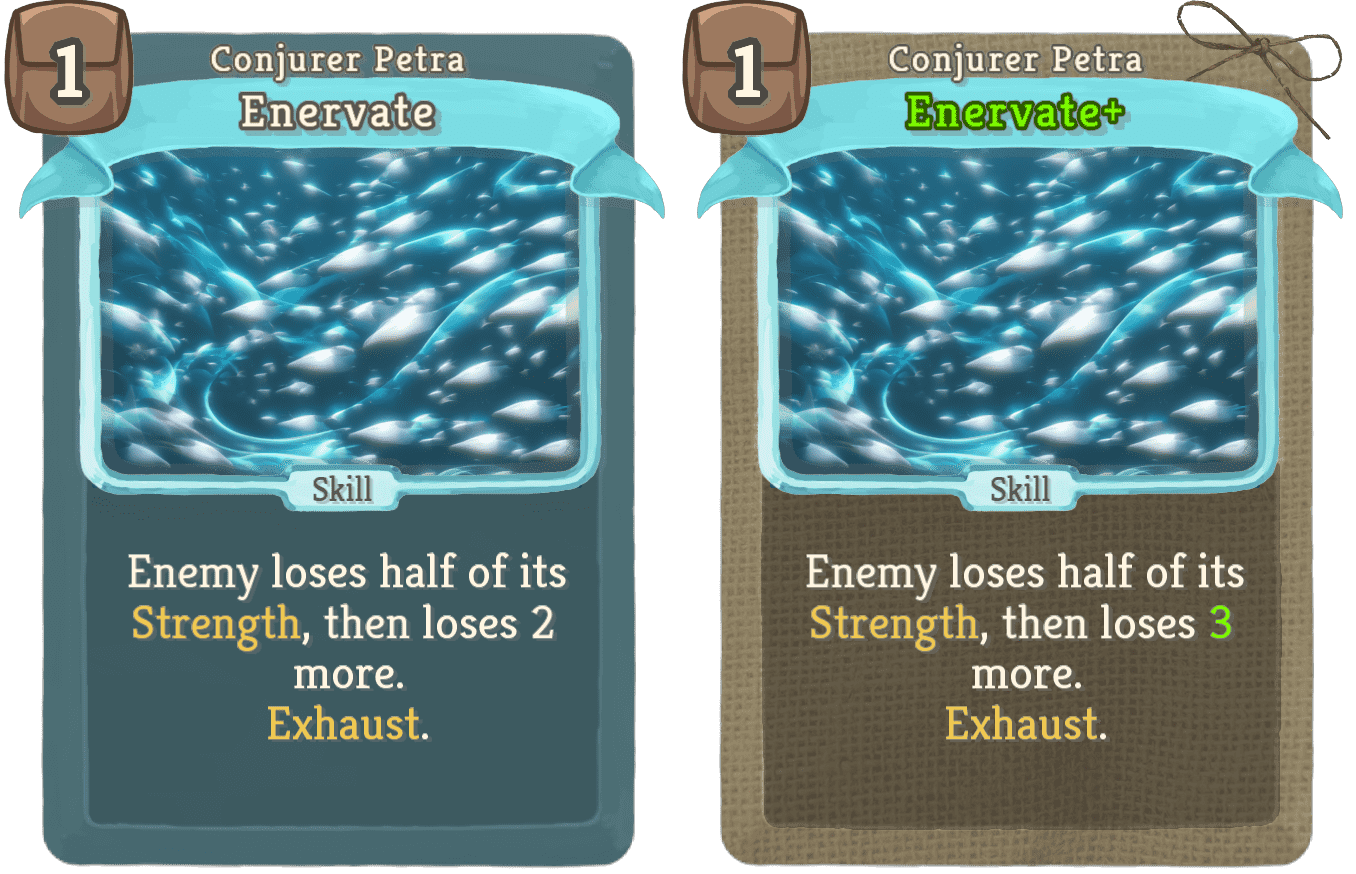 1
Conjurer Petra
Enervate
Skill
Enemy loses half of its
Strength, then loses 2
more.
Exhaust.
1
Conjurer Petra
Enervate+
Skill
Enemy loses half of its
Strength, then loses 3
more.
Exhaust.